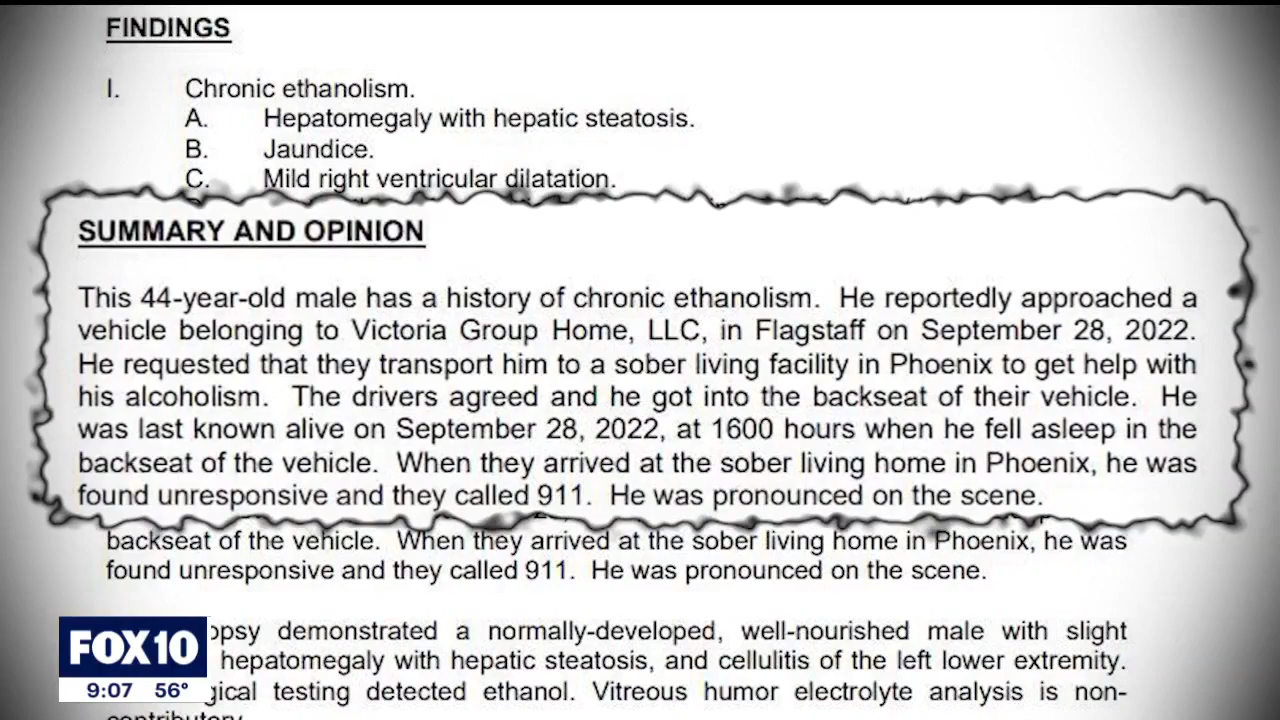 FINDINGS
I. Chronic ethanolism.
A. Hepatomegaly with hepatic steatosis.
B. Jaundice.
C. Mild right ventricular dilatation.
SUMMARY AND OPINION
This 44-year-old male has a history of chronic ethanolism. He reportedly approached a
vehicle belonging to Victoria Group Home, LLC, in Flagstaff on September 28, 2022.
He requested that they transport him to a sober living facility in Phoenix to get help with
his alcoholism. The drivers agreed and he got into the backseat of their vehicle. He
was last known alive on September 28, 2022, at 1600 hours when he fell asleep in the
backseat of the vehicle. When they arrived at the sober living home in Phoenix, he was
found unresponsive and they called 911. He was pronounced on the scene.
backseat of the vehicle. When they arrived at the sober living home in Phoenix, he was
found unresponsive and they called 911. He was pronounced on the scene.
opsy demonstrated a normally-developed, well-nourished male with slight
hepatomegaly with hepatic steatosis, and cellulitis of the left lower extremity.
gical testing detected ethanol. Vitreous humor electrolyte analysis is non-
contributory.
FOX10
9:07 56°